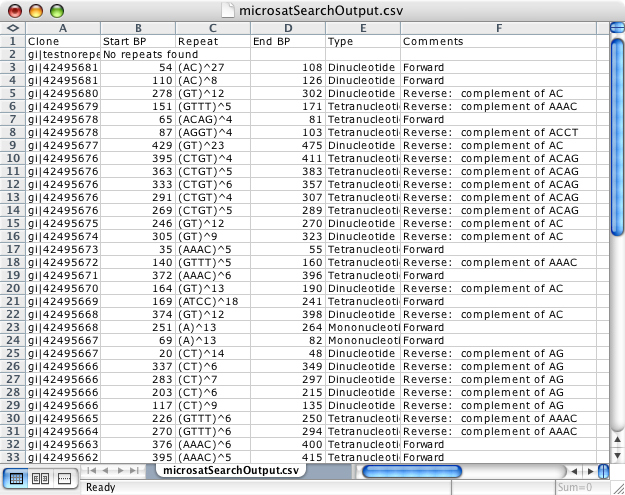 microsatSearchOutput.csv
A B C D E F
1 Clone Start BP Repeat End BP Type Comments
2 gi|testnorepe No repeats found
3 gi|42495681 54 (AC)^27 108 Dinucleotide Forward
4 gi|42495681 110 (AC)^8 126 Dinucleotide Forward
5 gi|42495680 278 (GT)^12 302 Dinucleotide Reverse: complement of AC
6 gi|42495679 151 (GTTT)^5 171 Tetranucleoti Reverse: complement of AAAC
7 gi|42495678 65 (ACAG)^4 81 Tetranucleoti Forward
8 gi|42495678 87 (AGGT)^4 103 Tetranucleoti Reverse: complement of ACCT
9 gi|42495677 429 (GT)^23 475 Dinucleotide Reverse: complement of AC
10 gi|42495676 395 (CTGT)^4 411 Tetranucleoti Reverse: complement of ACAG
11 gi|42495676 363 (CTGT)^5 383 Tetranucleoti Reverse: complement of ACAG
12 gi|42495676 333 (CTGT)^6 357 Tetranucleoti Reverse: complement of ACAG
13 gi|42495676 291 (CTGT)^4 307 Tetranucleoti Reverse: complement of ACAG
14 gi|42495676 269 (CTGT)^5 289 Tetranucleoti Reverse: complement of ACAG
15 gi|42495675 246 (GT)^12 270 Dinucleotide Reverse: complement of AC
16 gi|42495674 305 (GT)^9 323 Dinucleotide Reverse: complement of AC
17 gi|42495673 35 (AAAC)^5 55 Tetranucleoti Forward
18 gi|42495672 140 (GTTT)^5 160 Tetranucleoti Reverse: complement of AAAC
19 gi|42495671 372 (AAAC)^6 396 Tetranucleoti Forward
20 gi|42495670 164 (GT)^13 190 Dinucleotide Reverse: complement of AC
21 gi|42495669 169 (ATCC)^18 241 Tetranucleoti Forward
22 gi|42495668 374 (GT)^12 398 Dinucleotide Reverse: complement of AC
23 gi|42495668 251 (A)^13 264 Mononucleoti Forward
24 gi|42495667 69 (A)^13 82 Mononucleoti Forward
25 gi|42495667 20 (CT)^14 48 Dinucleotide Reverse: complement of AG
26 gi|42495666 337 (CT)^6 349 Dinucleotide Reverse: complement of AG
27 gi|42495666 283 (CT)^7 297 Dinucleotide Reverse: complement of AG
28 gi|42495666 203 (CT)^6 215 Dinucleotide Reverse: complement of AG
29 gi|42495666 117 (CT)^9 135 Dinucleotide Reverse: complement of AG
30 gi|42495665 226 (GTTT)^6 250 Tetranucleoti Reverse: complement of AAAC
31 gi|42495664 270 (GTTT)^6 294 Tetranucleoti Reverse: complement of AAAC
32 gi|42495663 376 (AAAC)^6 400 Tetranucleoti Forward
33 gi|42495662 395 (AAAC)^5 415 Tetranucleoti Forward
microsatSearchOutput.csv
Ready Sum=0